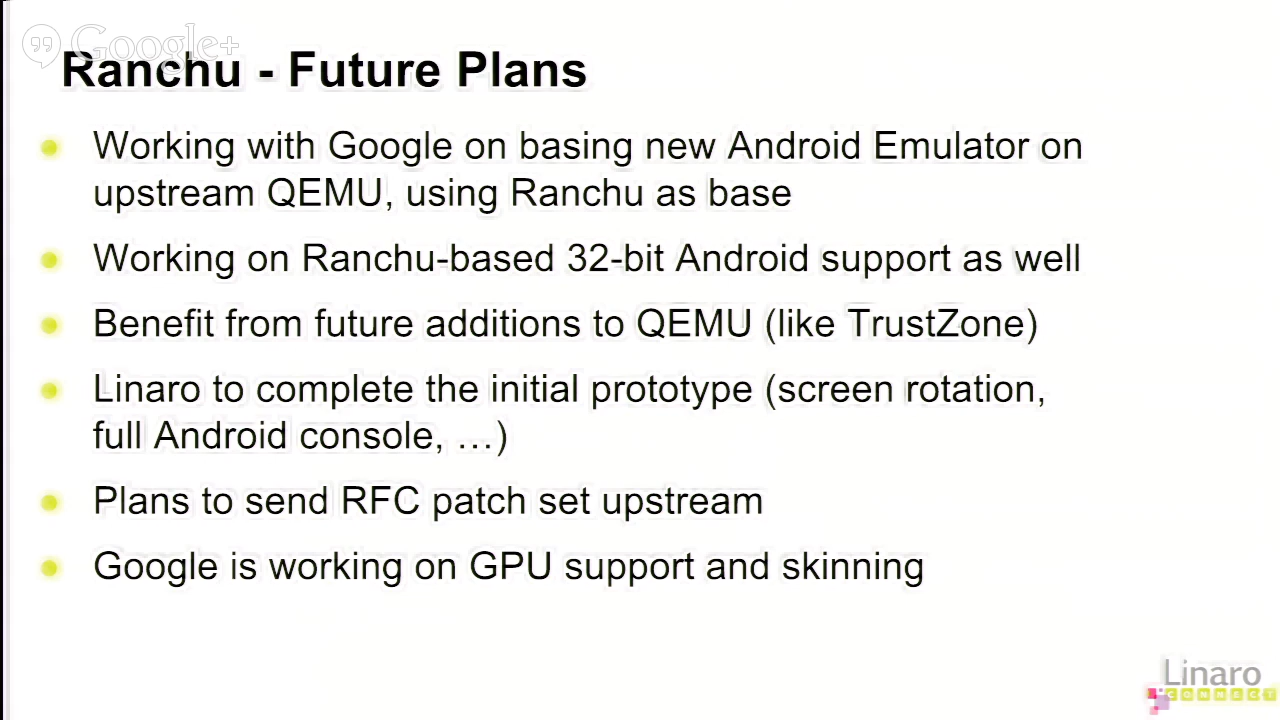 Google+
Ranchu - Future Plans
Working with Google on basing new Android Emulator on
upstream QEMU, using Ranchu as base
Working on Ranchu-based 32-bit Android support as well
Benefit from future additions to QEMU (like TrustZone)
Linaro to complete the initial prototype (screen rotation,
full Android console, …)
Plans to send RFC patch set upstream
Google is working on GPU support and skinning
Linaro
CONNECT